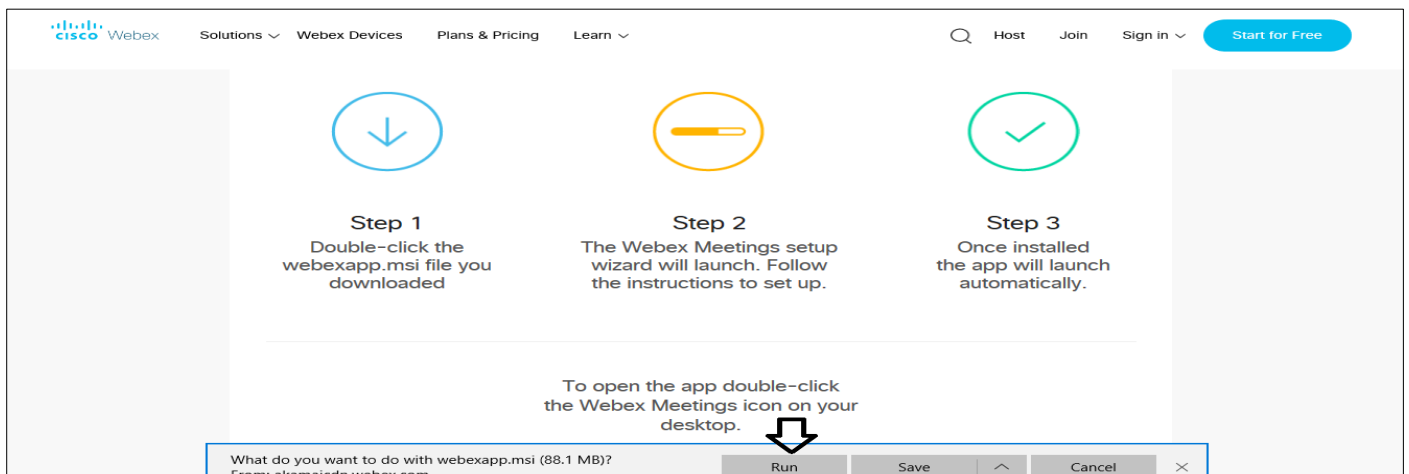 CISCO Webex Solutions Webex Devices Plans & Pricing Learn Host Join Sign in Start for Free
Step 1
Double-click the
webexapp.msi file you
downloaded
Step 2
The Webex Meetings setup
wizard will launch. Follow
the instructions to set up.
Step 3
Once installed
the app will launch
automatically.
To open the app double-click
the Webex Meetings icon on your
desktop.
What do you want to do with webexapp.msi (88.1 MB)?
From: akamaicdn.webex.com
Run Save Cancel